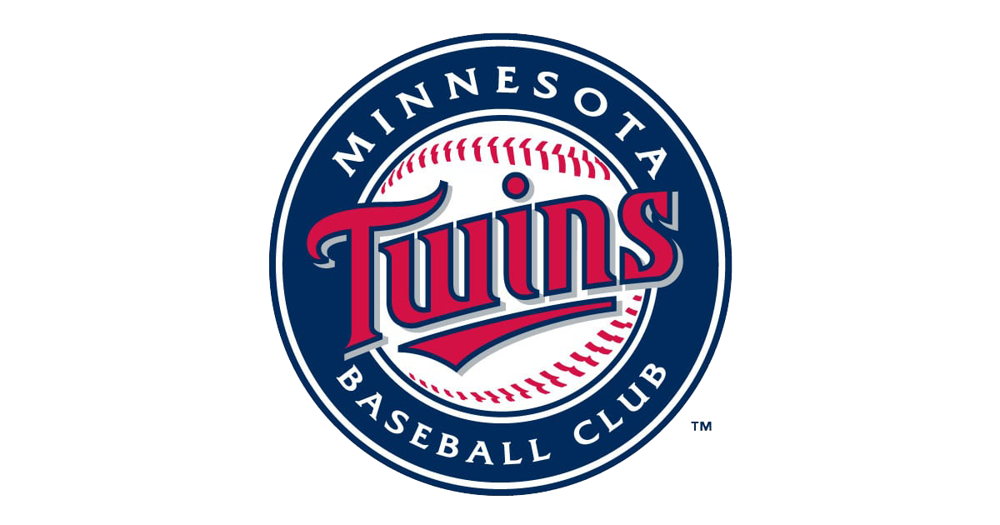 MINNESOTA
Twins
BASEBALL CLUB
TM